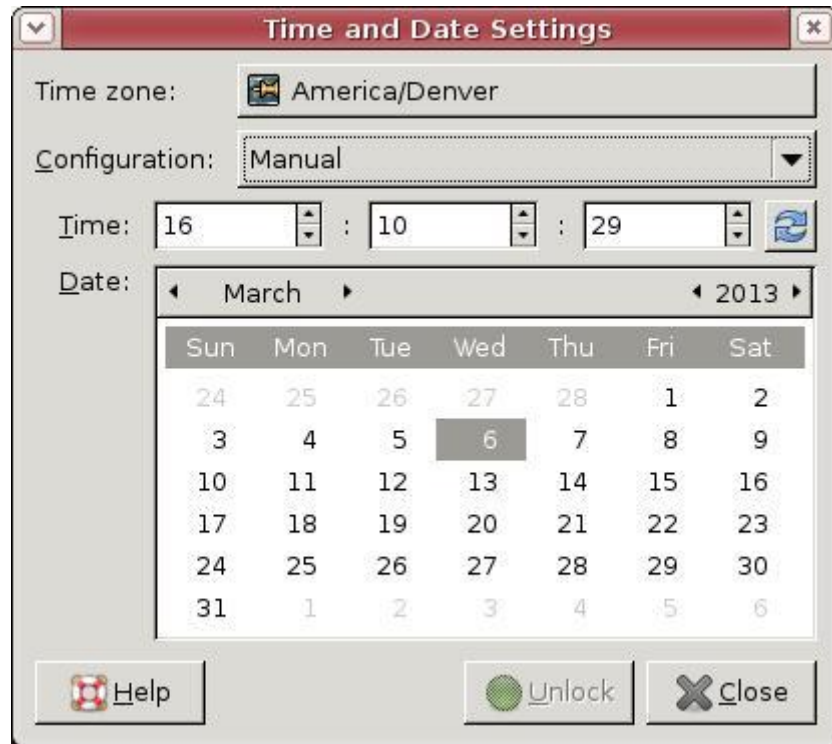 Time and Date Settings
Time zone: America/Denver
Configuration: Manual
Time: 16 : 10 : 29
Date: March 2013
Sun Mon Tue Wed Thu Fri Sat
24 25 26 27 28 1 2
3 4 5 6 7 8 9
10 11 12 13 14 15 16
17 18 19 20 21 22 23
24 25 26 27 28 29 30
31 1 2 3 4 5 6
Help Unlock Close